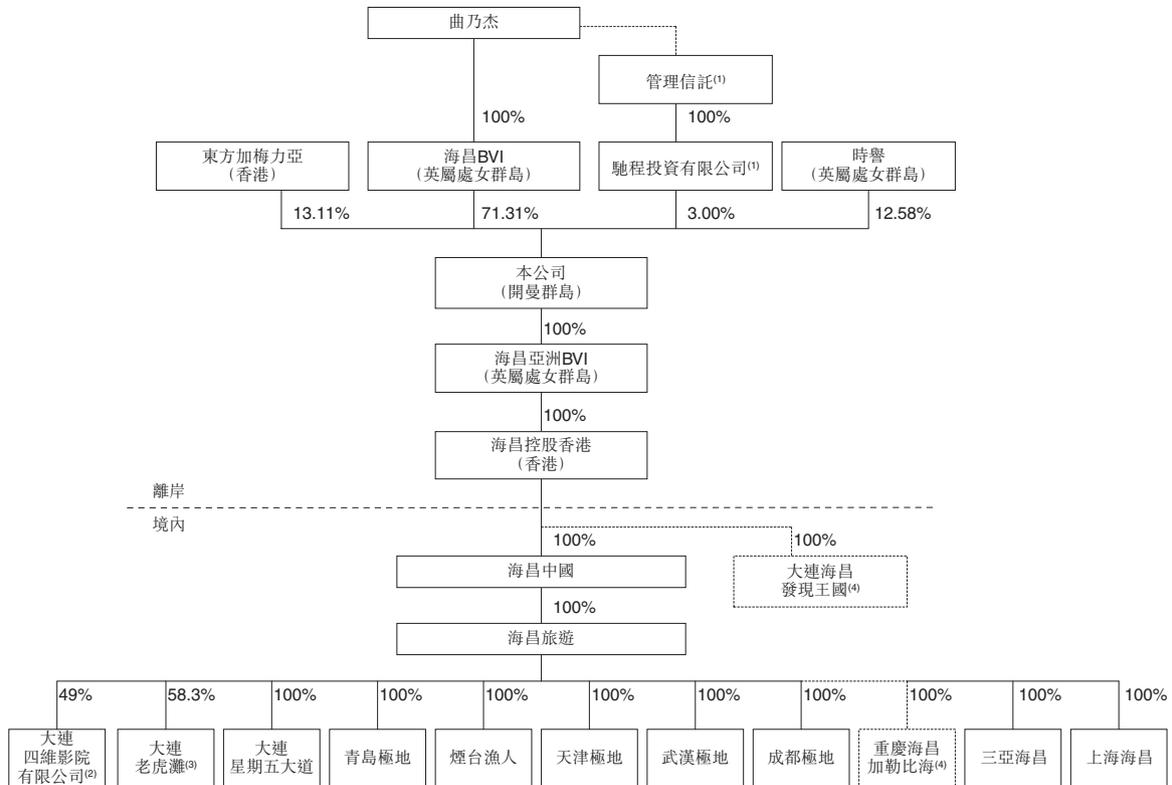 曲乃杰
管理信託(1)
100%
100%
東方加梅力亞
(香港)
海昌BVI
(英屬處女群島)
馳程投資有限公司(1)
時譽
(英屬處女群島)
13.11%
71.31%
3.00%
12.58%
本公司
(開曼群島)
100%
海昌亞洲BVI
(英屬處女群島)
100%
海昌控股香港
(香港)
離岸
境內
100%
100%
海昌中國
大連海昌
發現王國(4)
100%
海昌旅遊
49%
58.3%
100%
100%
100%
100%
100%
100%
100%
100%
100%
大連
四維影院
有限公司(2)
大連
老虎灘(3)
大連
星期五大道
青島極地
煙台漁人
天津極地
武漢極地
成都極地
重慶海昌
加勒比海(4)
三亞海昌
上海海昌